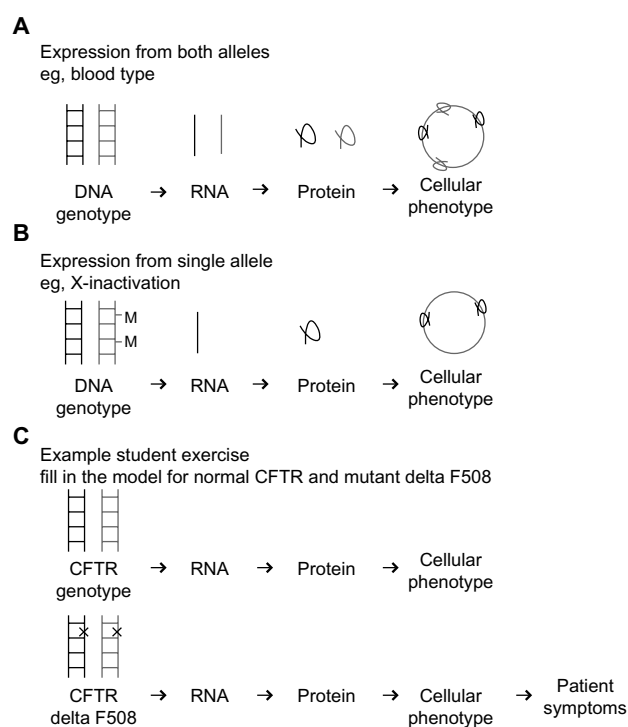 A
Expression from both alleles
eg, blood type
DNA genotype → RNA → Protein → Cellular phenotype
B
Expression from single allele
eg, X-inactivation
M
M
DNA genotype → RNA → Protein → Cellular phenotype
C
Example student exercise
fill in the model for normal CFTR and mutant delta F508
CFTR genotype → RNA → Protein → Cellular phenotype
CFTR delta F508 → RNA → Protein → Cellular phenotype → Patient symptoms